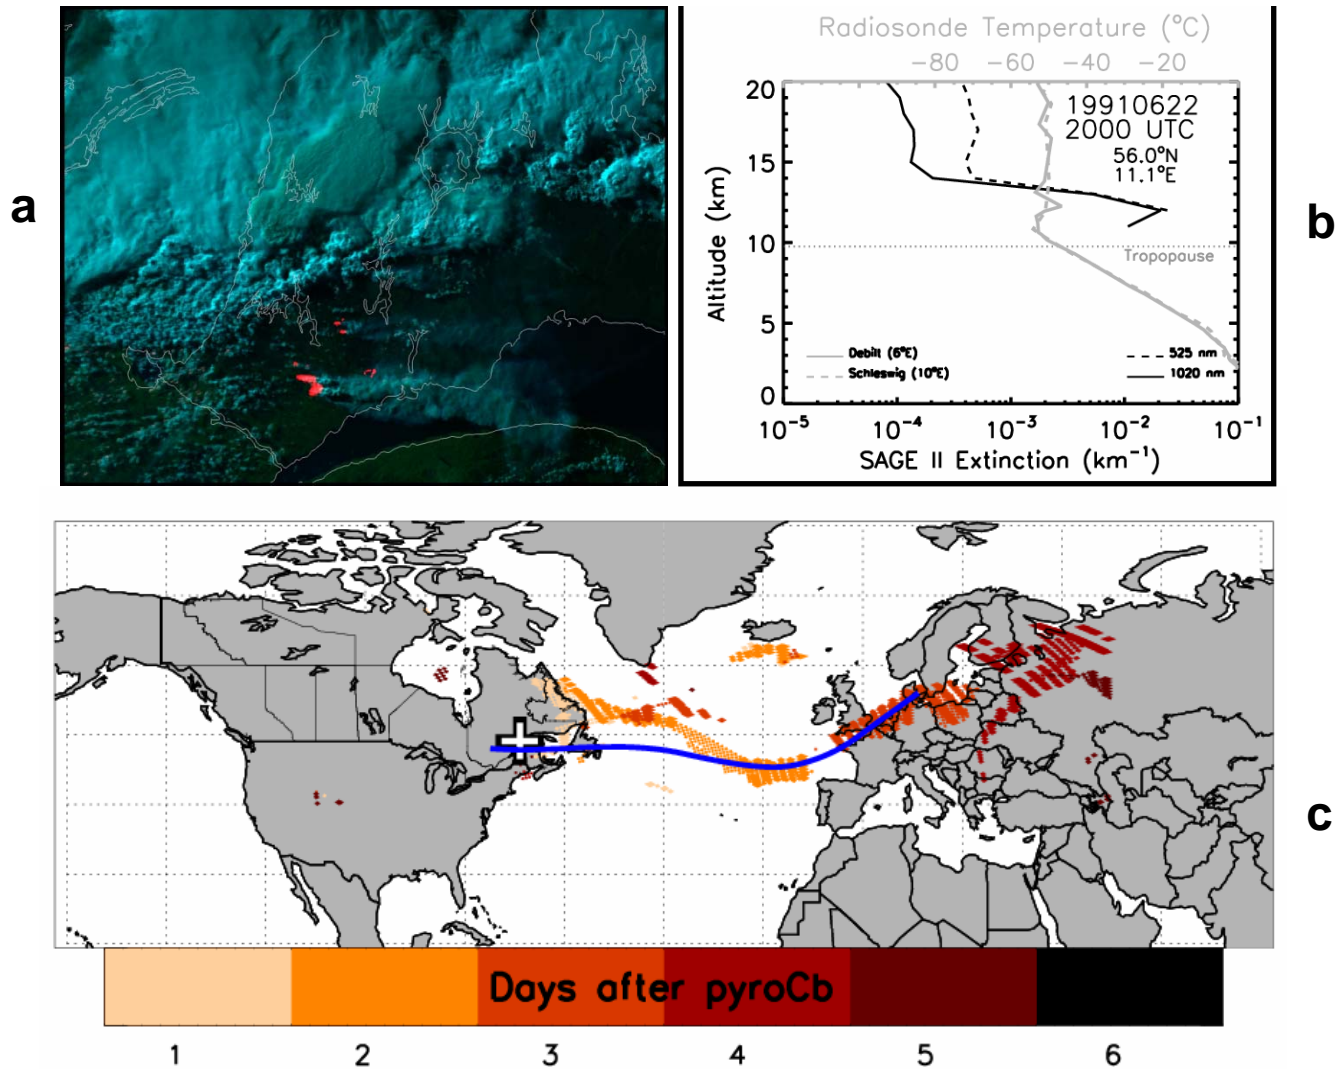 a
Radiosonde Temperature (°C)
−80 −60 −40 −20
20
15
10
5
0
Altitude (km)
19910622
2000 UTC
56.0°N
11.1°E
Tropopause
Debilt (6°E)
Schleswig (10°E)
525 nm
1020 nm
10⁻⁵ 10⁻⁴ 10⁻³ 10⁻² 10⁻¹
SAGE II Extinction (km⁻¹)
b
c
Days after pyroCb
1 2 3 4 5 6